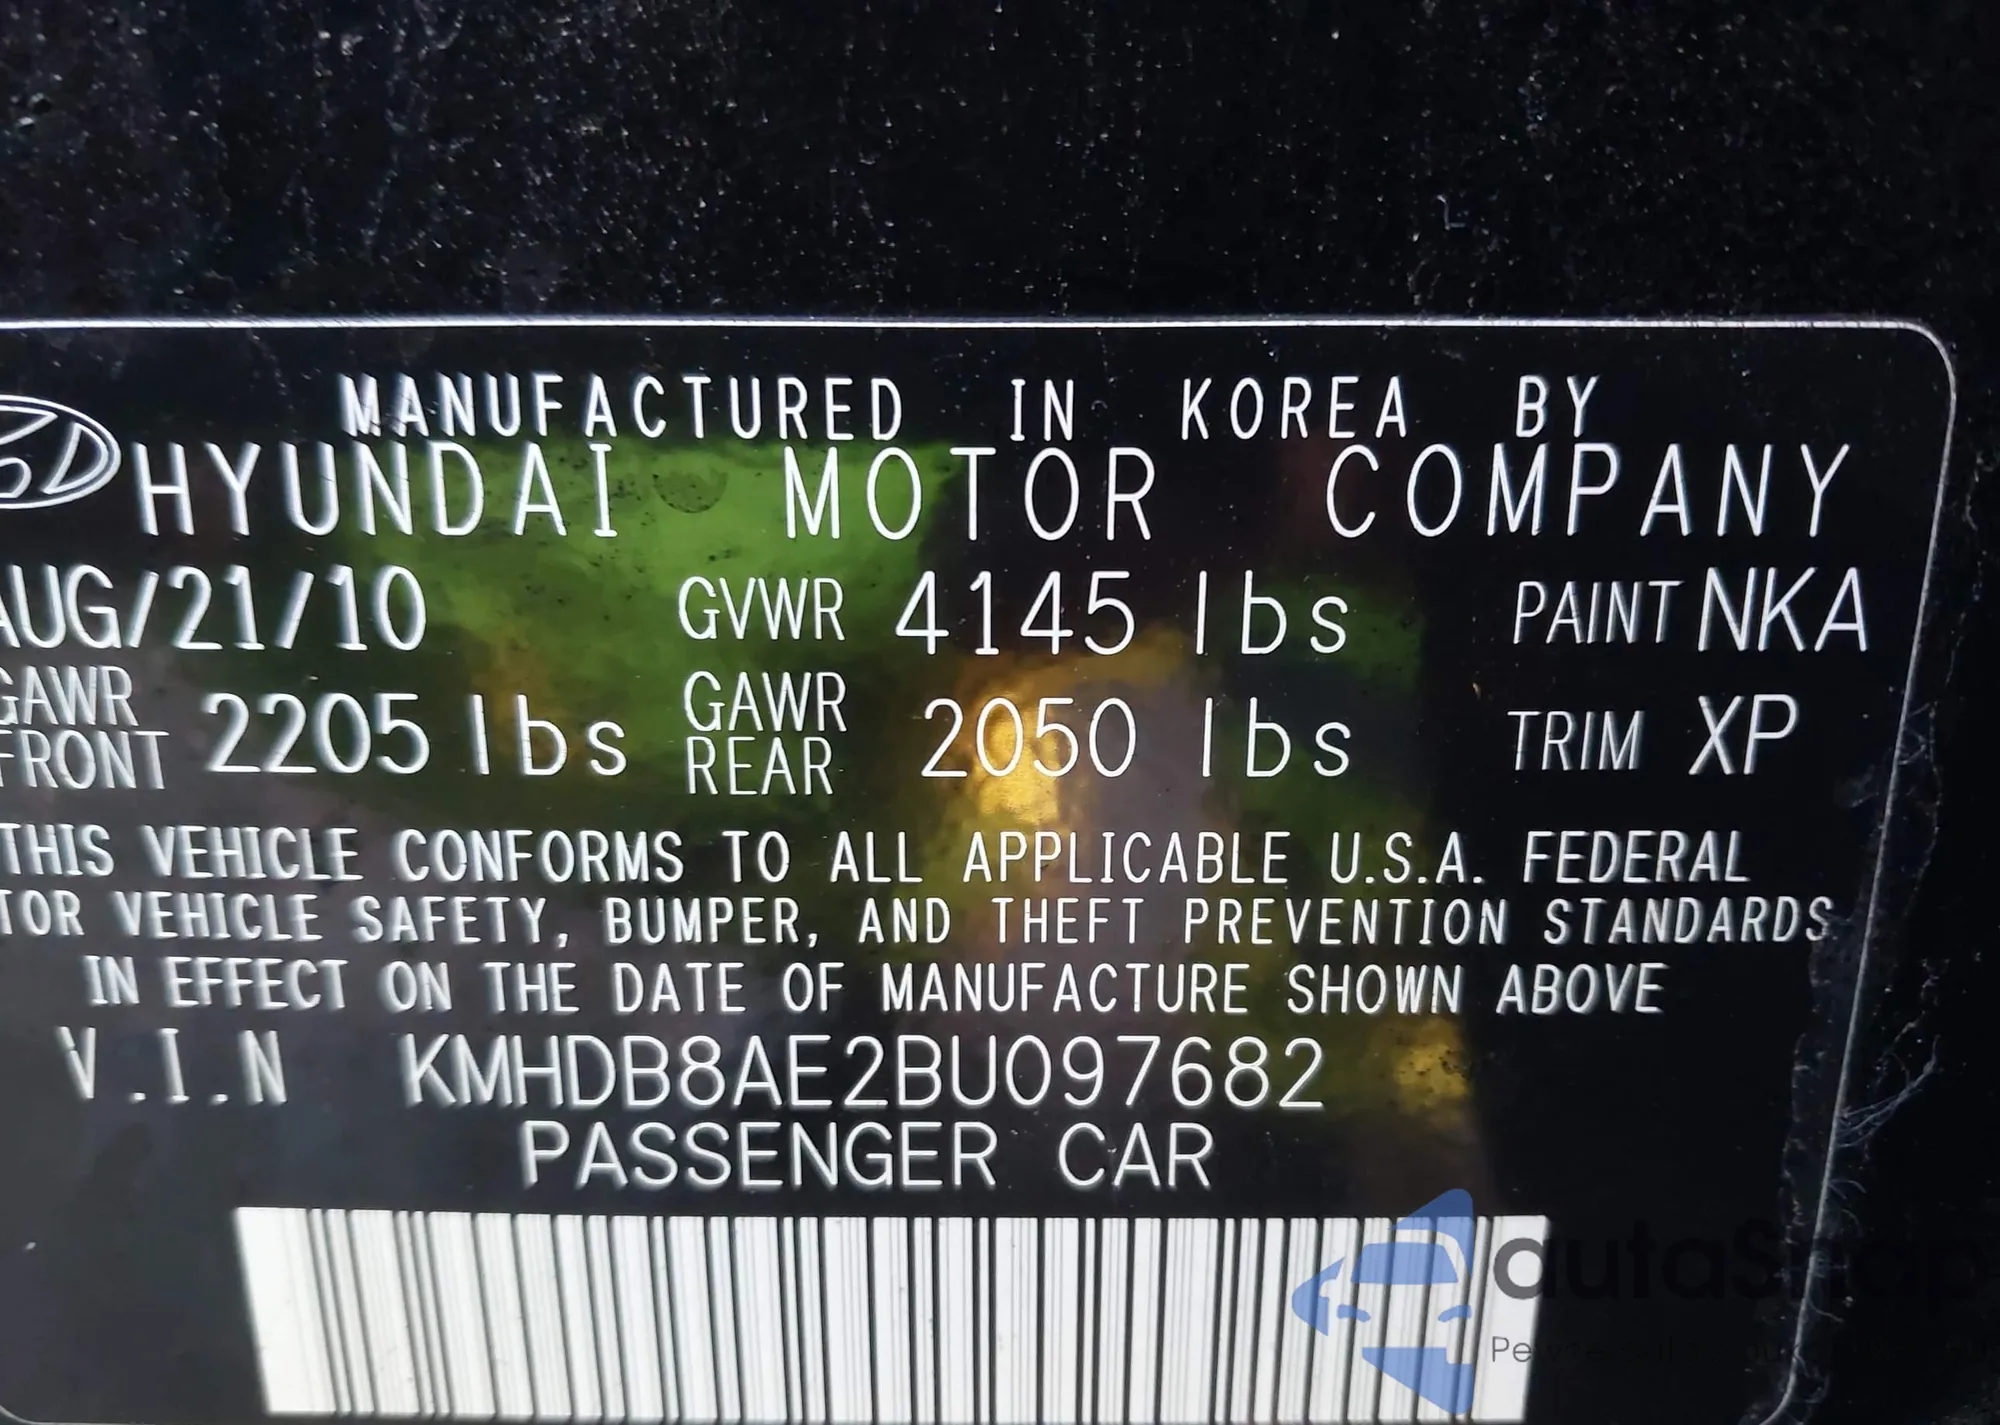 MANUFACTURED IN KOREA BY
HYUNDAI MOTOR COMPANY
AUG/21/10 GVWR 4145 lbs PAINT NKA
GAWR FRONT 2205 lbs GAWR REAR 2050 lbs TRIM XP
THIS VEHICLE CONFORMS TO ALL APPLICABLE U.S.A. FEDERAL
TOR VEHICLE SAFETY, BUMPER, AND THEFT PREVENTION STANDARDS
IN EFFECT ON THE DATE OF MANUFACTURE SHOWN ABOVE
V.I.N KMHDB8AE2BU097682
PASSENGER CAR
autaSnap